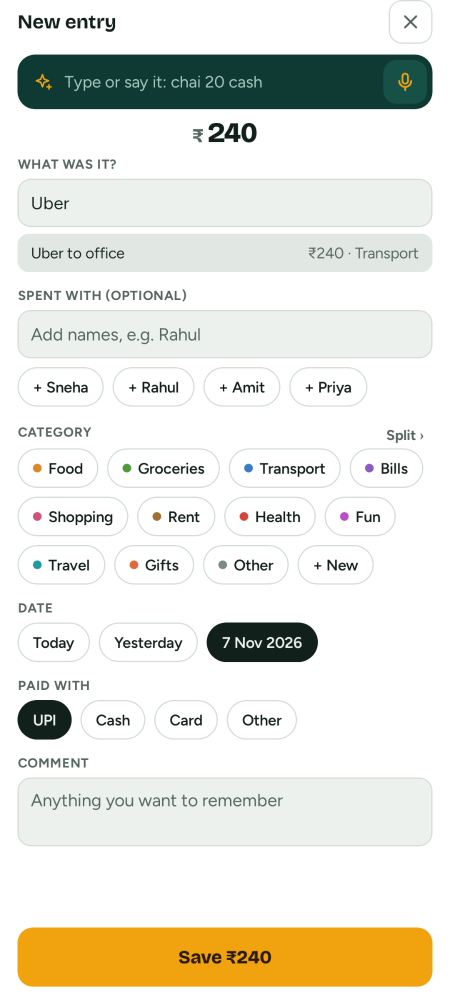 New entry
Type or say it: chai 20 cash
₹ 240
WHAT WAS IT?
Uber
Uber to office ₹240 · Transport
SPENT WITH (OPTIONAL)
Add names, e.g. Rahul
+ Sneha + Rahul + Amit + Priya
CATEGORY Split ›
Food Groceries Transport Bills
Shopping Rent Health Fun
Travel Gifts Other + New
DATE
Today Yesterday 7 Nov 2026
PAID WITH
UPI Cash Card Other
COMMENT
Anything you want to remember
Save ₹240